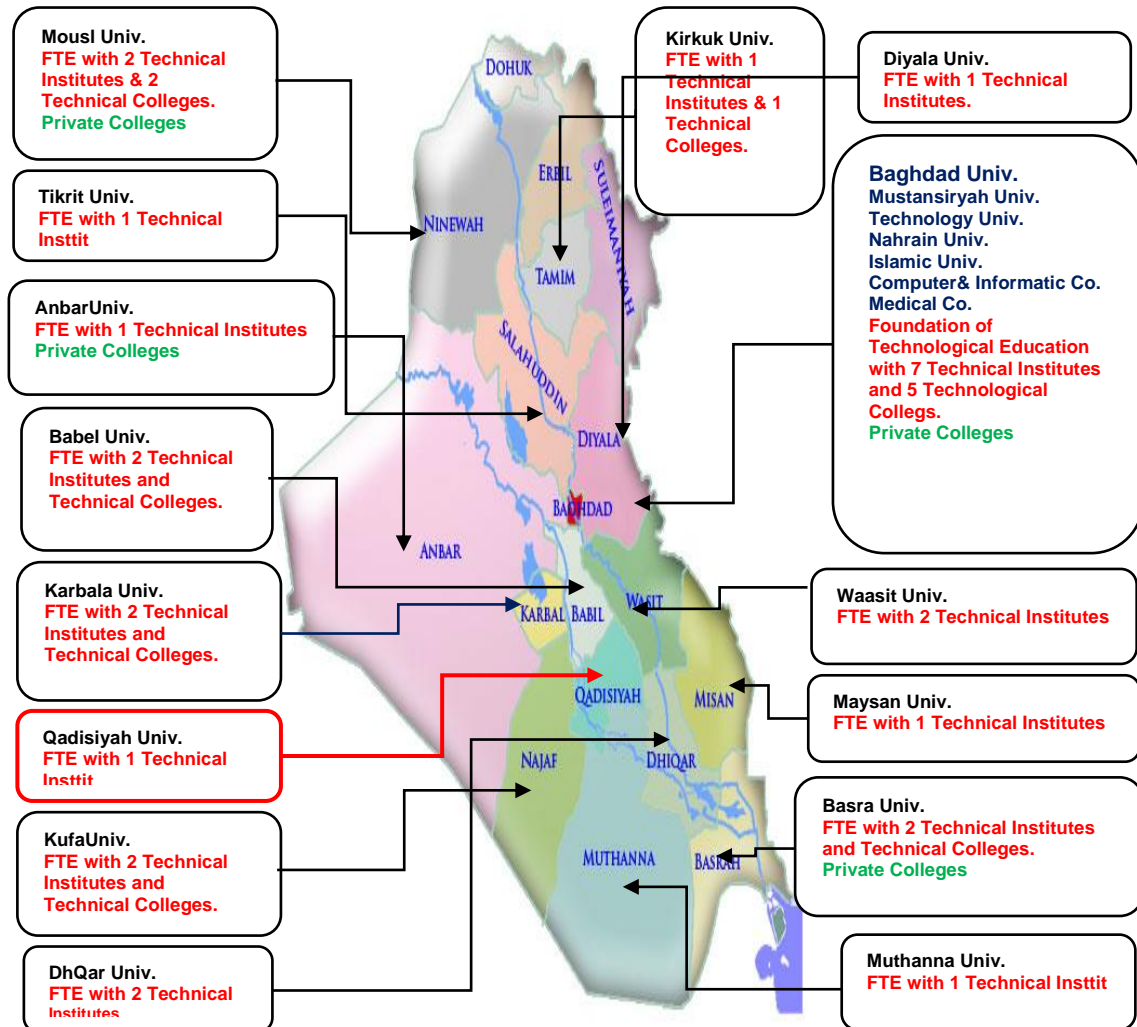 Mousl Univ.
FTE with 2 Technical
Institutes & 2
Technical Colleges.
Private Colleges
Tikrit Univ.
FTE with 1 Technical
Insttit
AnbarUniv.
FTE with 1 Technical Institutes
Private Colleges
Babel Univ.
FTE with 2 Technical
Institutes and
Technical Colleges.
Karbala Univ.
FTE with 2 Technical
Institutes and
Technical Colleges.
Qadisiyah Univ.
FTE with 1 Technical
Insttit
KufaUniv.
FTE with 2 Technical
Institutes and
Technical Colleges.
DhQar Univ.
FTE with 2 Technical
Institutes
DOHUK
ERBIL
SULEIMANIYAH
NINEWAH
TAMIM
SALAHUDDIN
DIYALA
BAGHDAD
ANBAR
WASIT
KARBAL
BABIL
QADISIYAH
MISAN
NAJAF
DHIQAR
MUTHANNA
BASRAH
Kirkuk Univ.
FTE with 1
Technical
Institutes & 1
Technical
Colleges.
Diyala Univ.
FTE with 1 Technical
Institutes.
Baghdad Univ.
Mustansiryah Univ.
Technology Univ.
Nahrain Univ.
Islamic Univ.
Computer& Informatic Co.
Medical Co.
Foundation of
Technological Education
with 7 Technical Institutes
and 5 Technological
Collegs.
Private Colleges
Waasit Univ.
FTE with 2 Technical Institutes
Maysan Univ.
FTE with 1 Technical Institutes
Basra Univ.
FTE with 2 Technical Institutes
and Technical Colleges.
Private Colleges
Muthanna Univ.
FTE with 1 Technical Insttit